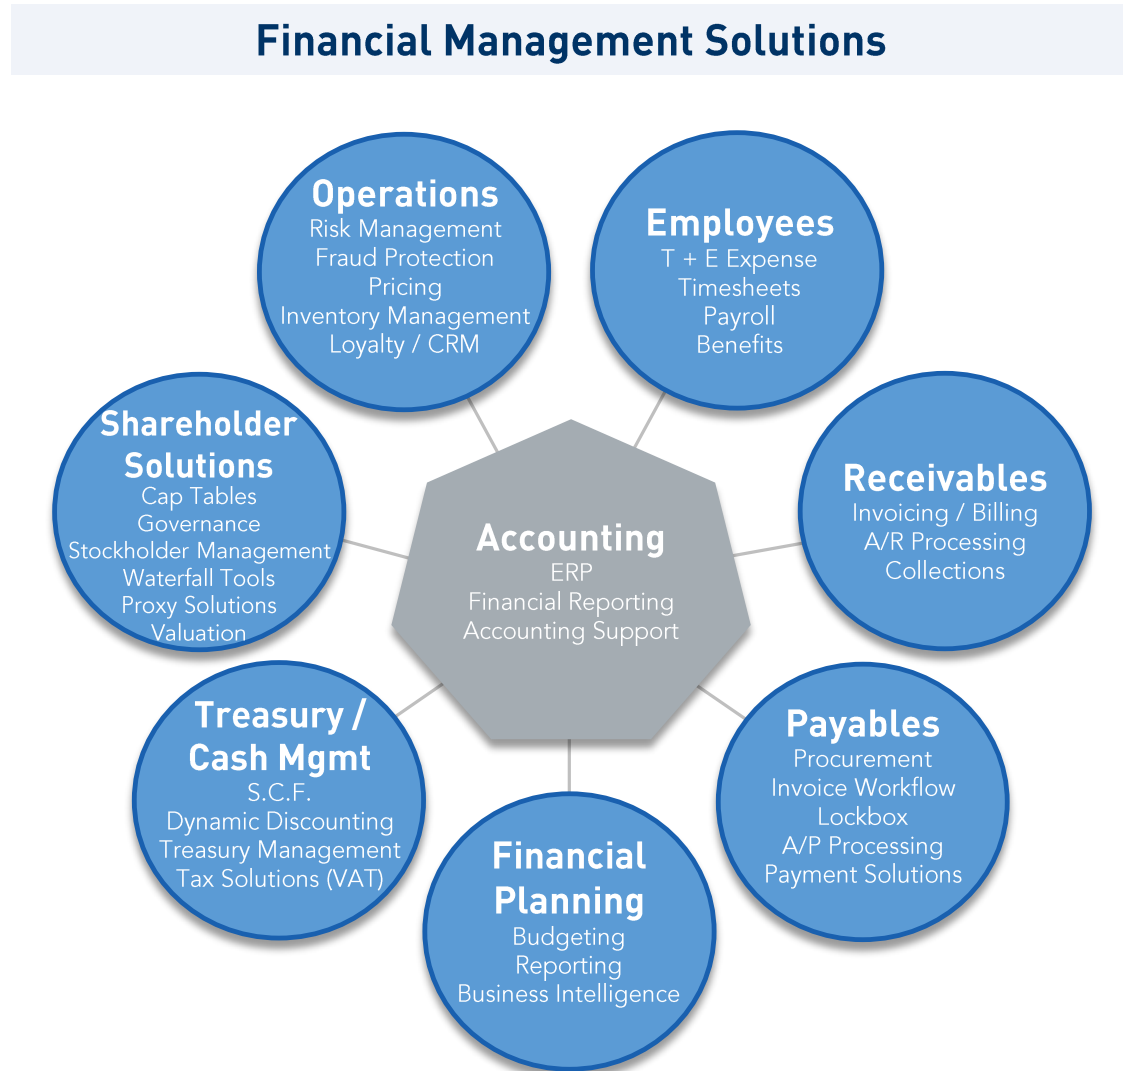 Financial Management Solutions
Operations
Risk Management
Fraud Protection
Pricing
Inventory Management
Loyalty / CRM
Employees
T + E Expense
Timesheets
Payroll
Benefits
Shareholder
Solutions
Cap Tables
Governance
Stockholder Management
Waterfall Tools
Proxy Solutions
Valuation
Accounting
ERP
Financial Reporting
Accounting Support
Receivables
Invoicing / Billing
A/R Processing
Collections
Treasury /
Cash Mgmt
S.C.F.
Dynamic Discounting
Treasury Management
Tax Solutions (VAT)
Financial
Planning
Budgeting
Reporting
Business Intelligence
Payables
Procurement
Invoice Workflow
Lockbox
A/P Processing
Payment Solutions